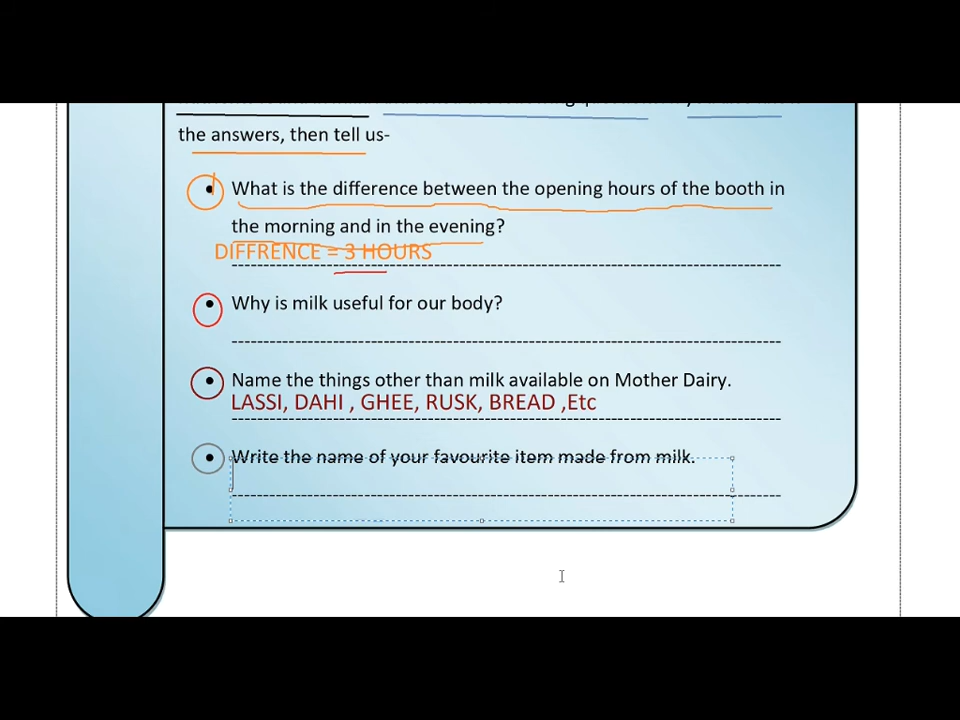 the answers, then tell us-
• What is the difference between the opening hours of the booth in
the morning and in the evening?
DIFFRENCE = 3 HOURS
• Why is milk useful for our body?
• Name the things other than milk available on Mother Dairy.
LASSI, DAHI , GHEE, RUSK, BREAD ,Etc
• Write the name of your favourite item made from milk.